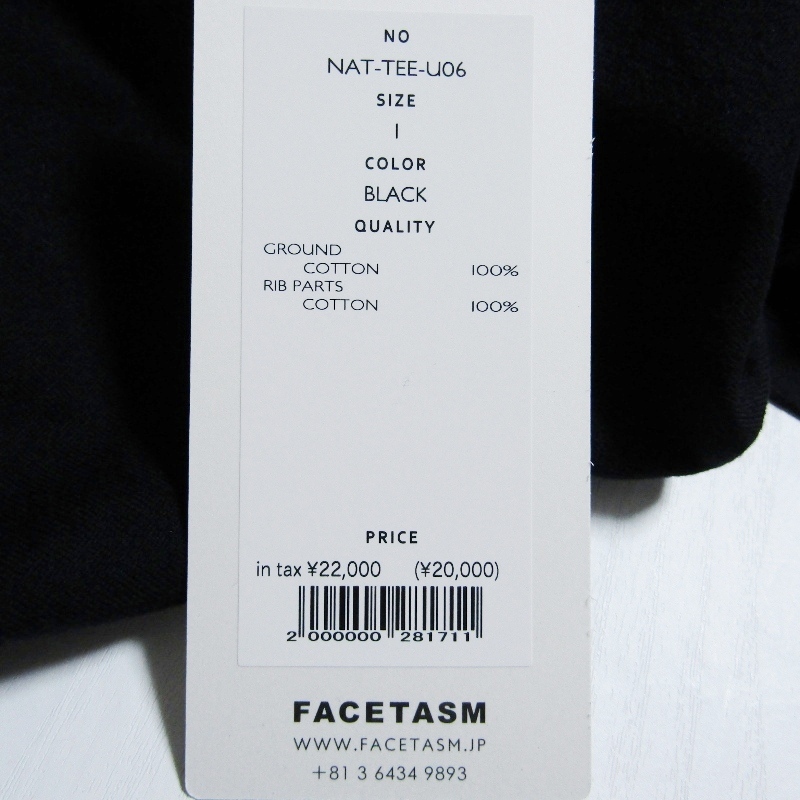 NO
NAT-TEE-U06
SIZE
1
COLOR
BLACK
QUALITY
GROUND
COTTON 100%
RIB PARTS
COTTON 100%
PRICE
in tax ¥22,000 (¥20,000)
2 000000 281711
FACETASM
WWW.FACETASM.JP
+81 3 6434 9893